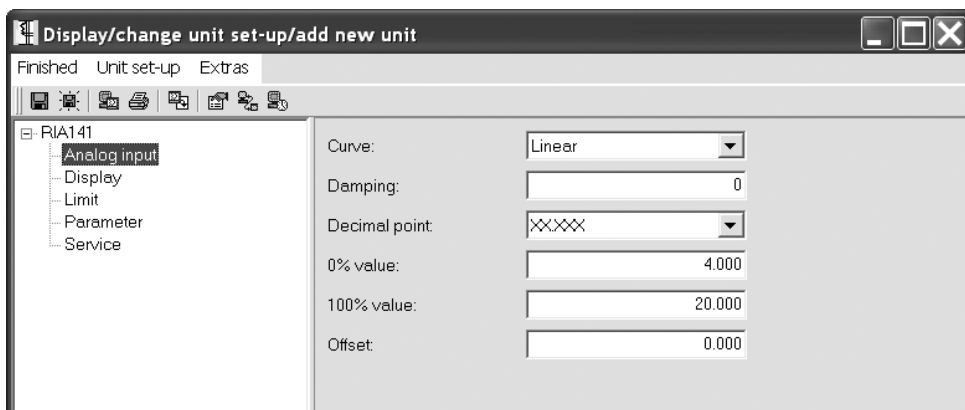 Display/change unit set-up/add new unit
Finished Unit set-up Extras
RIA141
Analog input
Display
Limit
Parameter
Service
Curve: Linear
Damping: 0
Decimal point: XX.XXX
0% value: 4.000
100% value: 20.000
Offset: 0.000